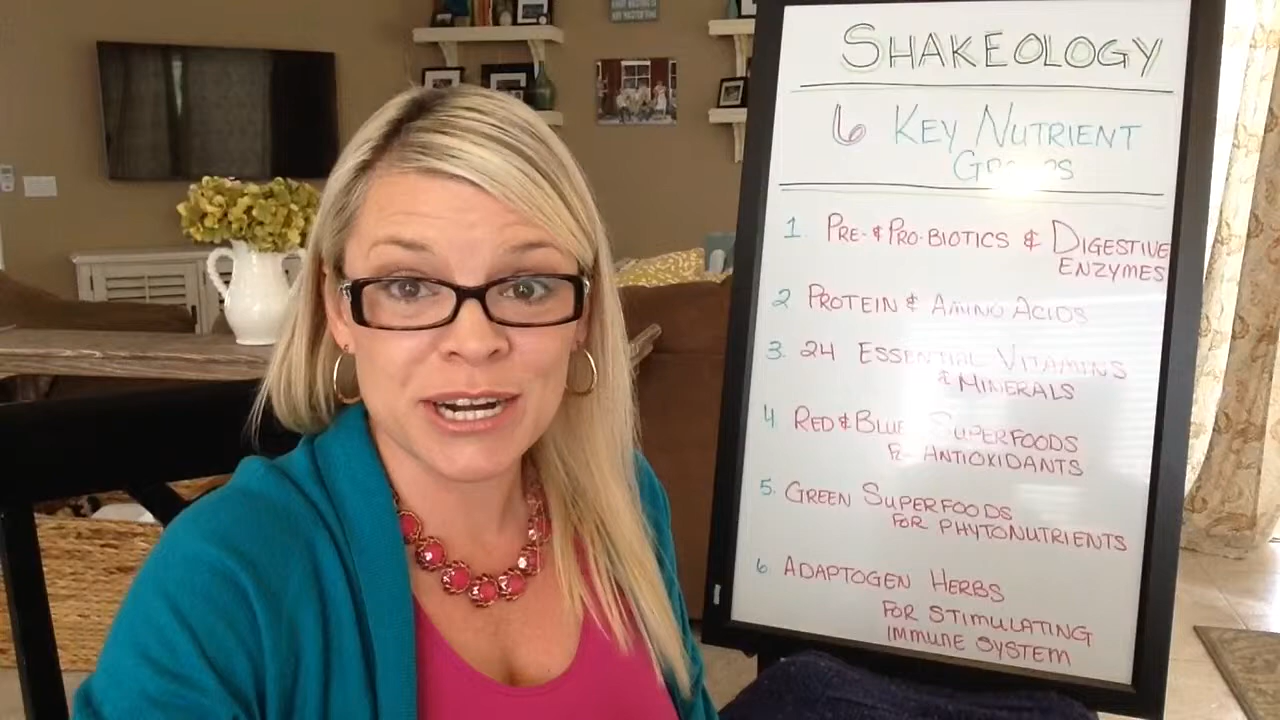 SHAKEOLOGY
6 KEY NUTRIENT
GROUPS
1. PRE- & PRO-BIOTICS & DIGESTIVE
ENZYMES
2 PROTEIN & AMINO ACIDS
3. 24 ESSENTIAL VITAMINS
& MINERALS
4 RED & BLUE SUPERFOODS
FOR ANTIOXIDANTS
5. GREEN SUPERFOODS
FOR PHYTONUTRIENTS
6 ADAPTOGEN HERBS
FOR STIMULATING
IMMUNE SYSTEM